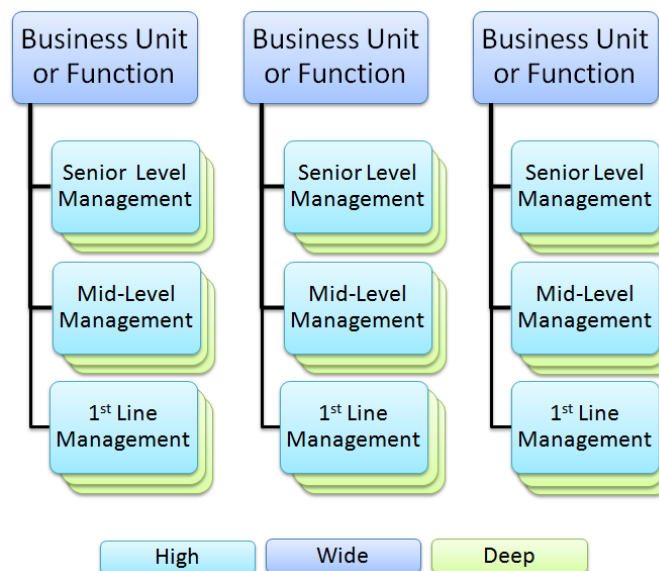 Business Unit
or Function
Business Unit
or Function
Business Unit
or Function
Senior Level
Management
Senior Level
Management
Senior Level
Management
Mid-Level
Management
Mid-Level
Management
Mid-Level
Management
1st Line
Management
1st Line
Management
1st Line
Management
High
Wide
Deep